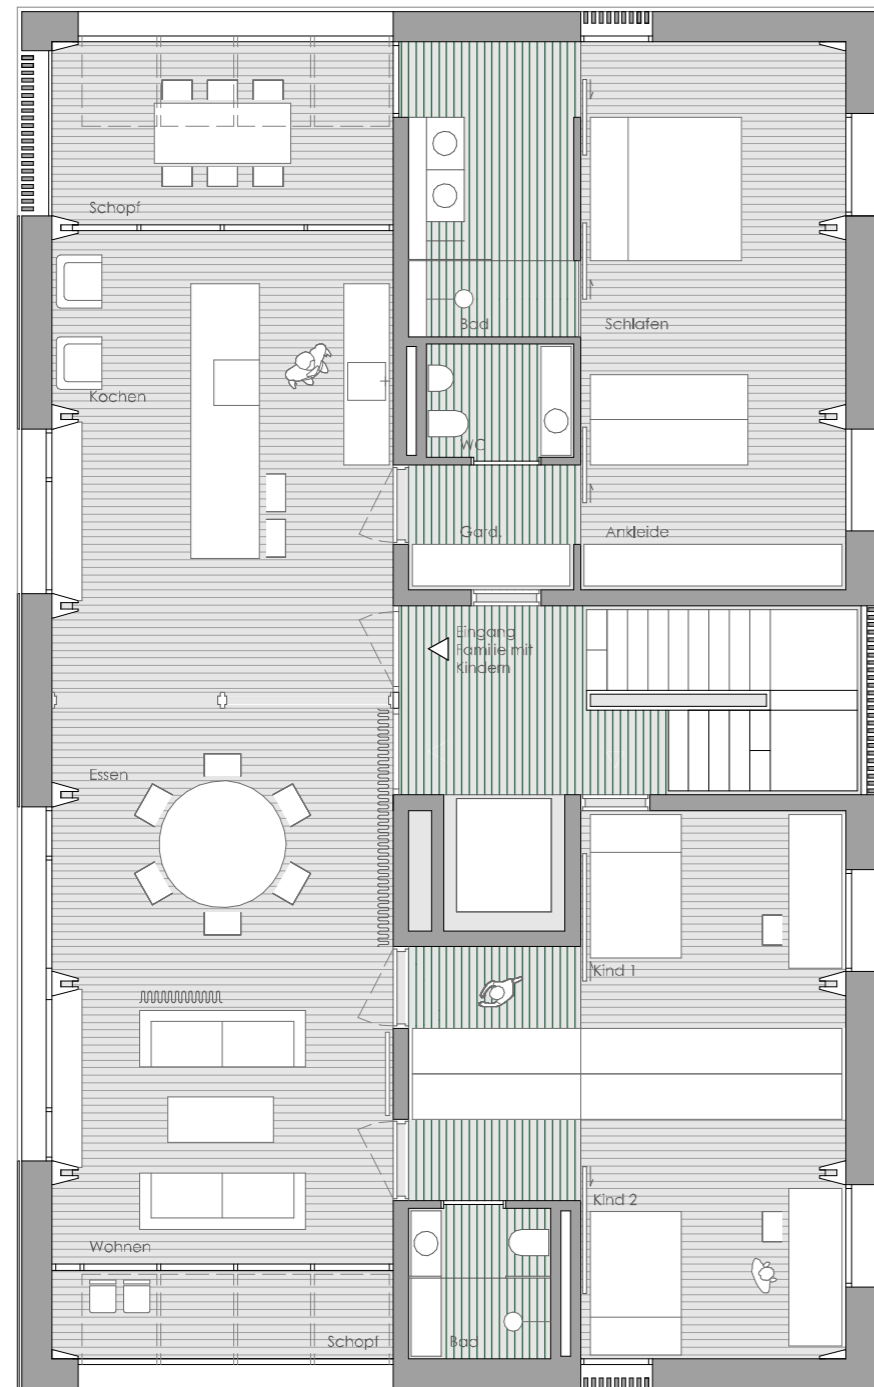 Schopf
Bad
Schlafen
Kochen
WC
Gard.
Ankleide
Eingang
Familie mit
Kindern
Essen
Kind 1
Kind 2
Wohnen
Schopf
Bad